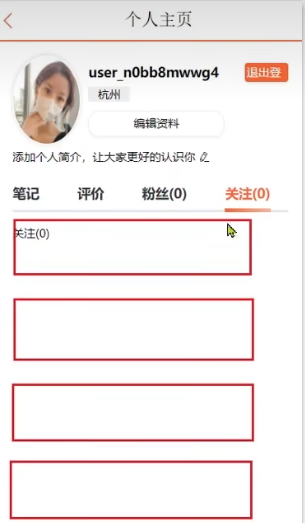 个人主页
user_n0bb8mwwg4
退出登
杭州
编辑资料
添加个人简介，让大家更好的认识你
笔记 评价 粉丝(0) 关注(0)
关注(0)